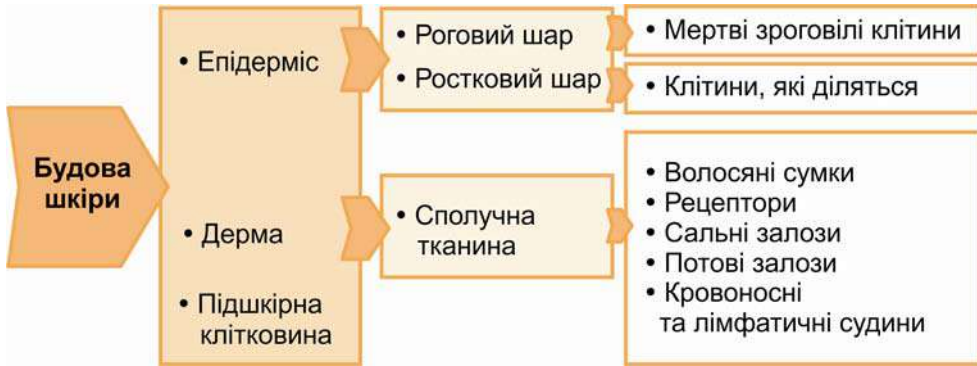 Будова
шкіри
• Епідерміс
• Дерма
• Підшкірна
клітковина
• Роговий шар
• Ростковий шар
• Сполучна
тканина
• Мертві зроговілі клітини
• Клітини, які діляться
• Волосяні сумки
• Рецептори
• Сальні залози
• Потові залози
• Кровоносні
та лімфатичні судини